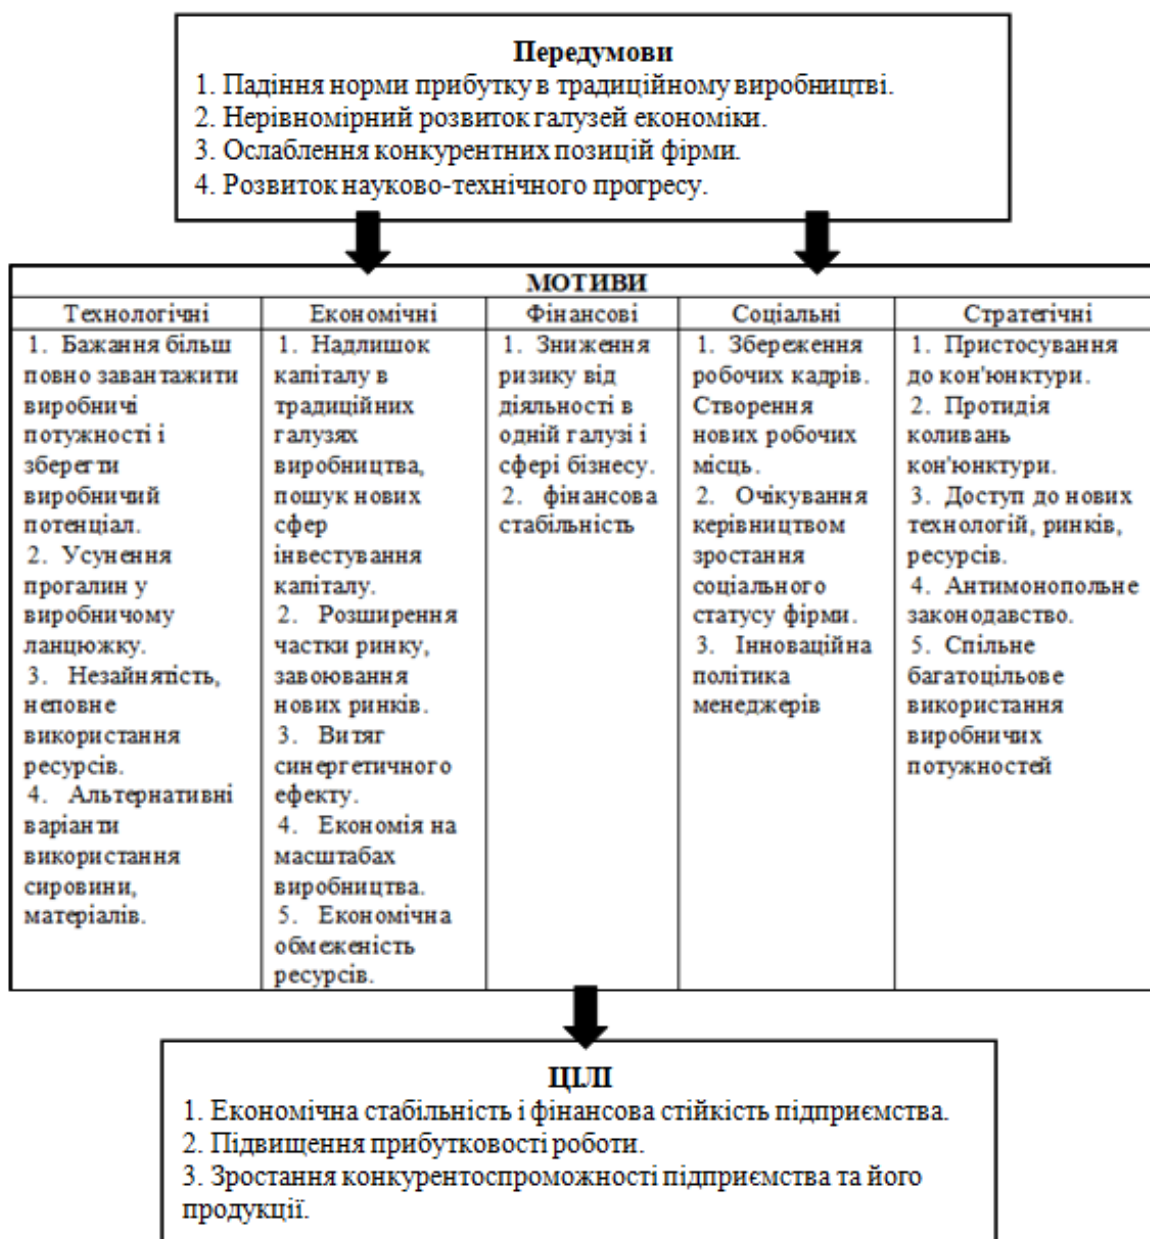 Передумови
1. Падіння норми прибутку в традиційному виробництві.
2. Нерівномірний розвиток галузей економіки.
3. Ослаблення конкурентних позицій фірми.
4. Розвиток науково-технічного прогресу.
МОТИВИ
Технологічні
1. Бажання більш
повно завантажити
виробничі
потужності і
зберегти
виробничий
потенціал.
2. Усунення
прогалин у
виробничому
ланцюжку.
3. Незайнятість,
неповне
використання
ресурсів.
4. Альтернативні
варіанти
використання
сировини,
матеріалів.
Економічні
1. Надлишок
капіталу в
традиційних
галузях
виробництва,
пошук нових
сфер
інвестування
капіталу.
2. Розширення
частки ринку,
завоювання
нових ринків.
3. Витяг
синергетичного
ефекту.
4. Економія на
масштабах
виробництва.
5. Економічна
обмеженість
ресурсів.
Фінансові
1. Зниження
ризику від
діяльності в
одній галузі і
сфері бізнесу.
2. фінансова
стабільність
Соціальні
1. Збереження
робочих кадрів.
Створення
нових робочих
місць.
2. Очікування
керівництвом
зростання
соціального
статусу фірми.
3. Інноваційна
політика
менеджерів
Стратегічні
1. Пристосування
до кон'юнктури.
2. Протидія
коливань
кон'юнктури.
3. Доступ до нових
технологій, ринків,
ресурсів.
4. Антимонопольне
законодавство.
5. Спільне
багатоцільове
використання
виробничих
потужностей
ЦІЛІ
1. Економічна стабільність і фінансова стійкість підприємства.
2. Підвищення прибутковості роботи.
3. Зростання конкурентоспроможності підприємства та його
продукції.